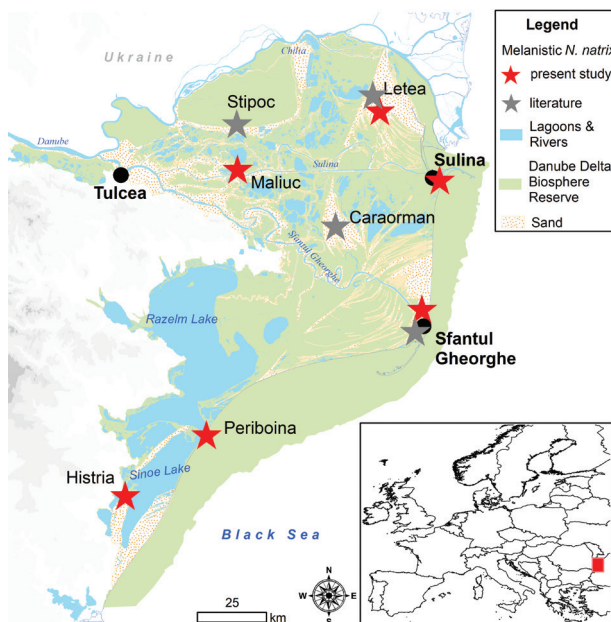 Ukraine
Chilia
Letea
Stipoc
Danube
Sulina
Sulina
Maliuc
Tulcea
Caraorman
Sfantul Gheorghe
Razelm Lake
Sfantul
Gheorghe
Periboina
Sinoe Lake
Histria
Black Sea
N
W
E
S
25
km
Legend
Melanistic N. natrix
present study
literature
Lagoons &
Rivers
Danube Delta
Biosphere
Reserve
Sand